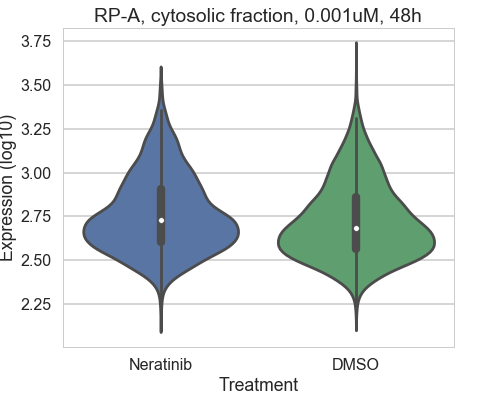 RP-A, cytosolic fraction, 0.001uM, 48h
Expression (log10)
3.75
3.50
3.25
3.00
2.75
2.50
2.25
Neratinib DMSO
Treatment